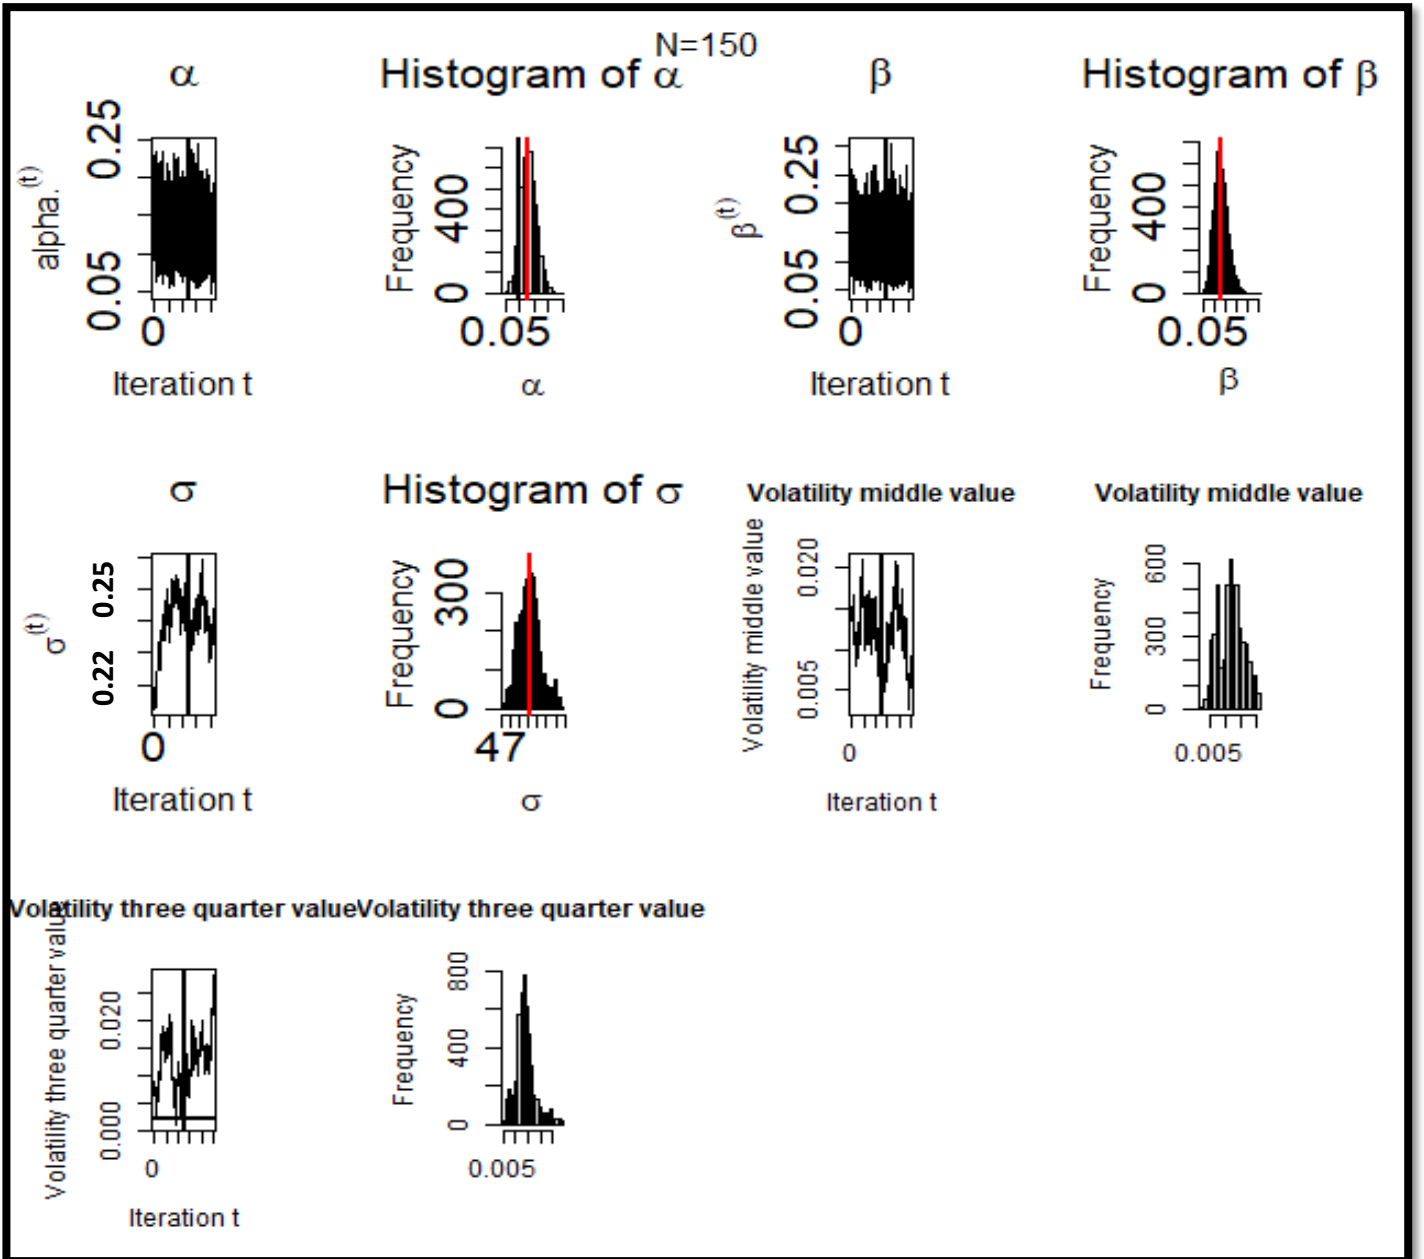 N=150
α
Histogram of α
β
Histogram of β
alpha.(t)
0.05 0.25
0
Iteration t
Frequency
0 400
0.05
α
β(t)
0.05 0.25
0
Iteration t
Frequency
0 400
0.05
β
σ
Histogram of σ
Volatility middle value
Volatility middle value
σ(t)
0.22 0.25
0
Iteration t
Frequency
0 300
47
σ
Volatility middle value
0.005 0.020
0
Iteration t
Frequency
0 300 600
0.005
Volatility three quarter value
Volatility three quarter value
Volatility three quarter value
0.000 0.020
0
Iteration t
Frequency
0 400 800
0.005